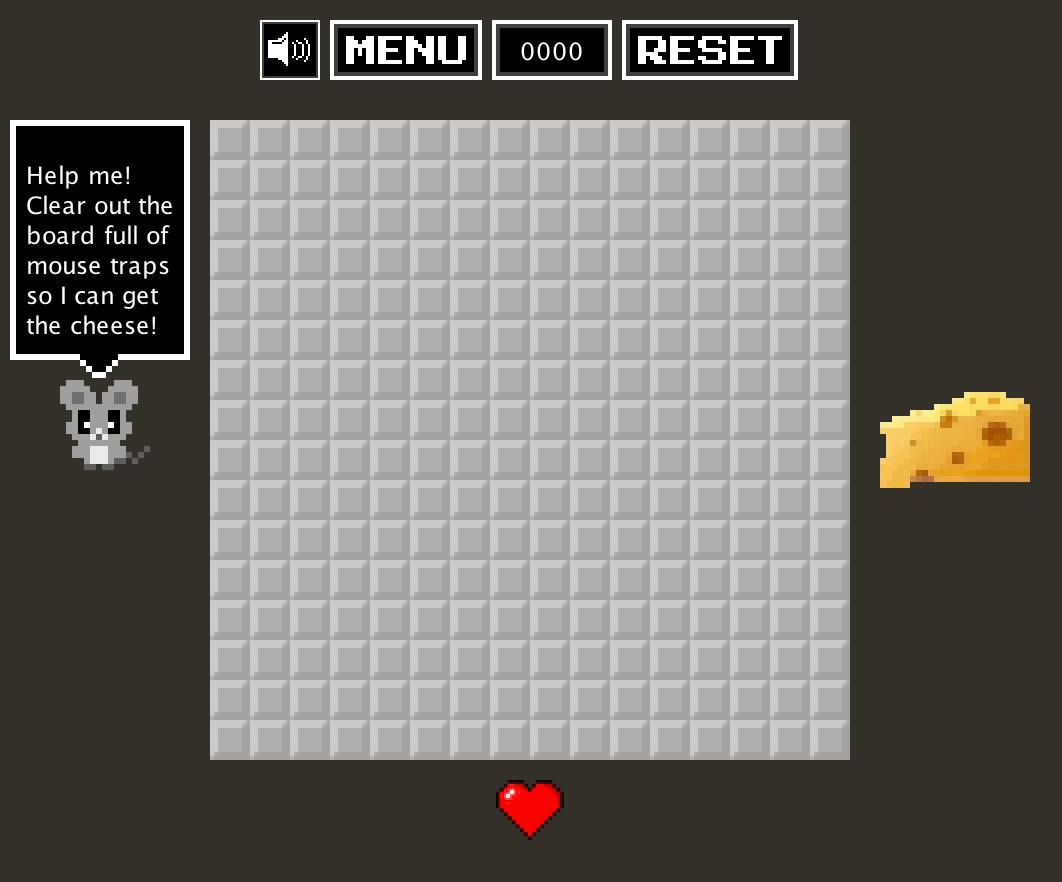 MENU 0000 RESET
Help me!
Clear out the
board full of
mouse traps
so I can get
the cheese!